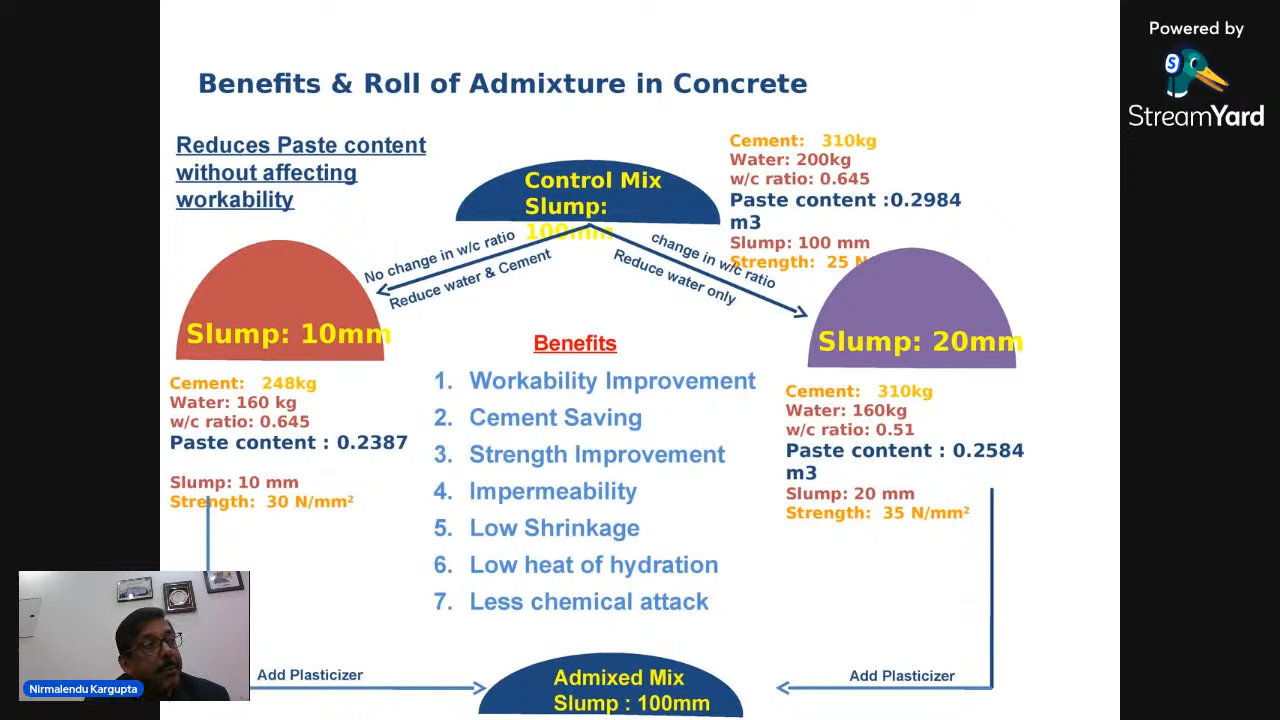 Powered by
StreamYard
Benefits & Roll of Admixture in Concrete
Reduces Paste content
without affecting
workability
Control Mix
Slump:
100mm
Cement: 310kg
Water: 200kg
w/c ratio: 0.645
Paste content :0.2984
m3
Slump: 100 mm
Strength: 25 N
No change in w/c ratio
Reduce water & Cement
change in w/c ratio
Reduce water only
Slump: 10mm
Slump: 20mm
Cement: 248kg
Water: 160 kg
w/c ratio: 0.645
Paste content : 0.2387
Slump: 10 mm
Strength: 30 N/mm²
Benefits
1. Workability Improvement
2. Cement Saving
3. Strength Improvement
4. Impermeability
5. Low Shrinkage
6. Low heat of hydration
7. Less chemical attack
Cement: 310kg
Water: 160kg
w/c ratio: 0.51
Paste content : 0.2584
m3
Slump: 20 mm
Strength: 35 N/mm²
Add Plasticizer
Add Plasticizer
Admixed Mix
Slump : 100mm
Nirmalendu Kargupta